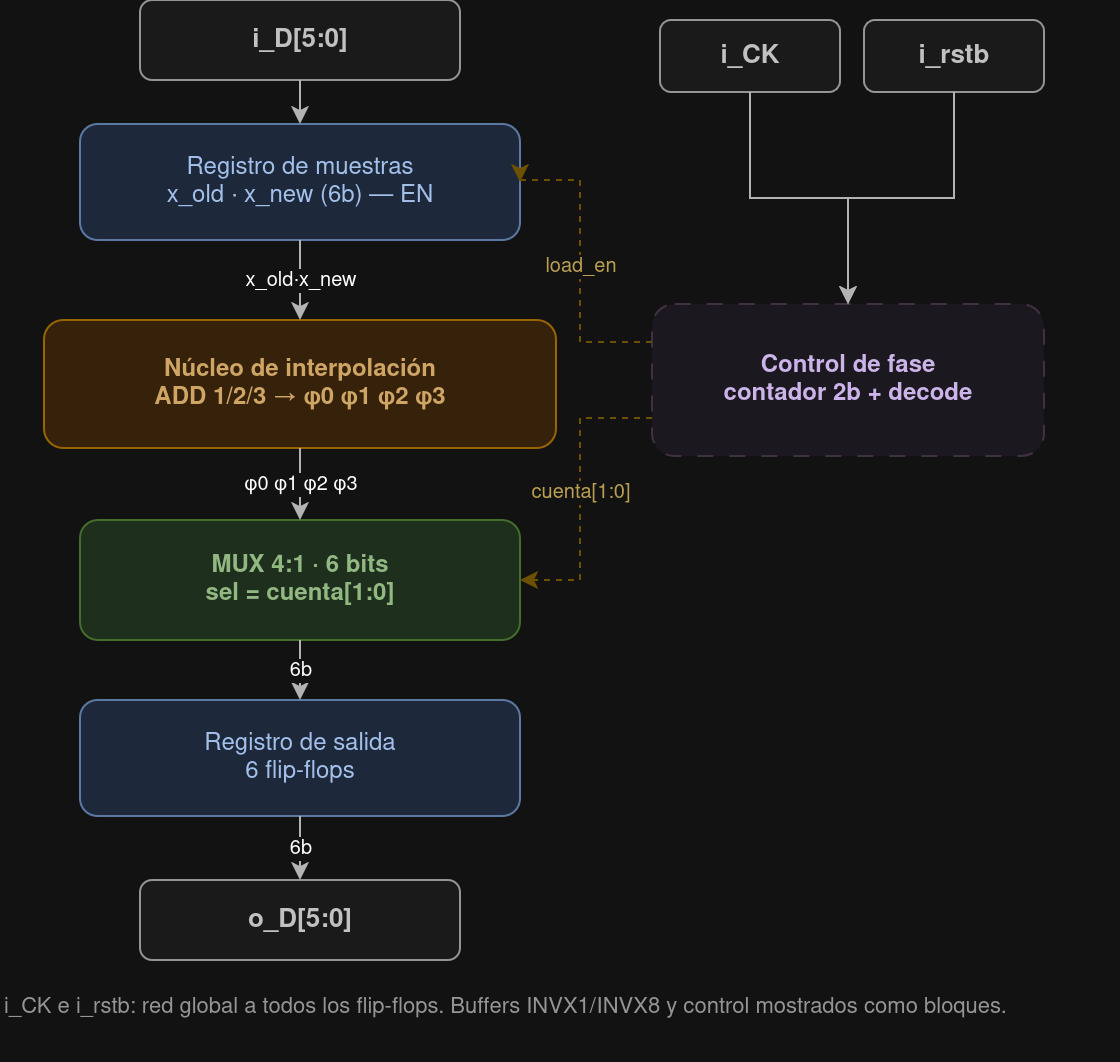 i_D[5:0]
i_CK
i_rstb
Registro de muestras
x_old · x_new (6b) — EN
load_en
x_old·x_new
Núcleo de interpolación
ADD 1/2/3 → φ0 φ1 φ2 φ3
Control de fase
contador 2b + decode
φ0 φ1 φ2 φ3
cuenta[1:0]
MUX 4:1 · 6 bits
sel = cuenta[1:0]
6b
Registro de salida
6 flip-flops
6b
o_D[5:0]
i_CK e i_rstb: red global a todos los flip-flops. Buffers INVX1/INVX8 y control mostrados como bloques.